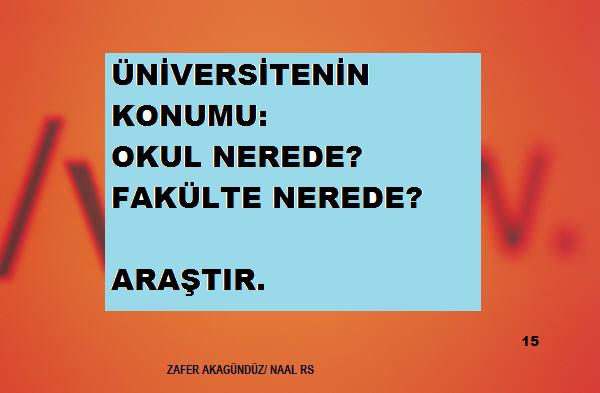 ÜNİVERSİTENİN
KONUMU:
OKUL NEREDE?
FAKÜLTE NEREDE?
ARAŞTIR.
15
ZAFER AKAGÜNDÜZ/ NAAL RS